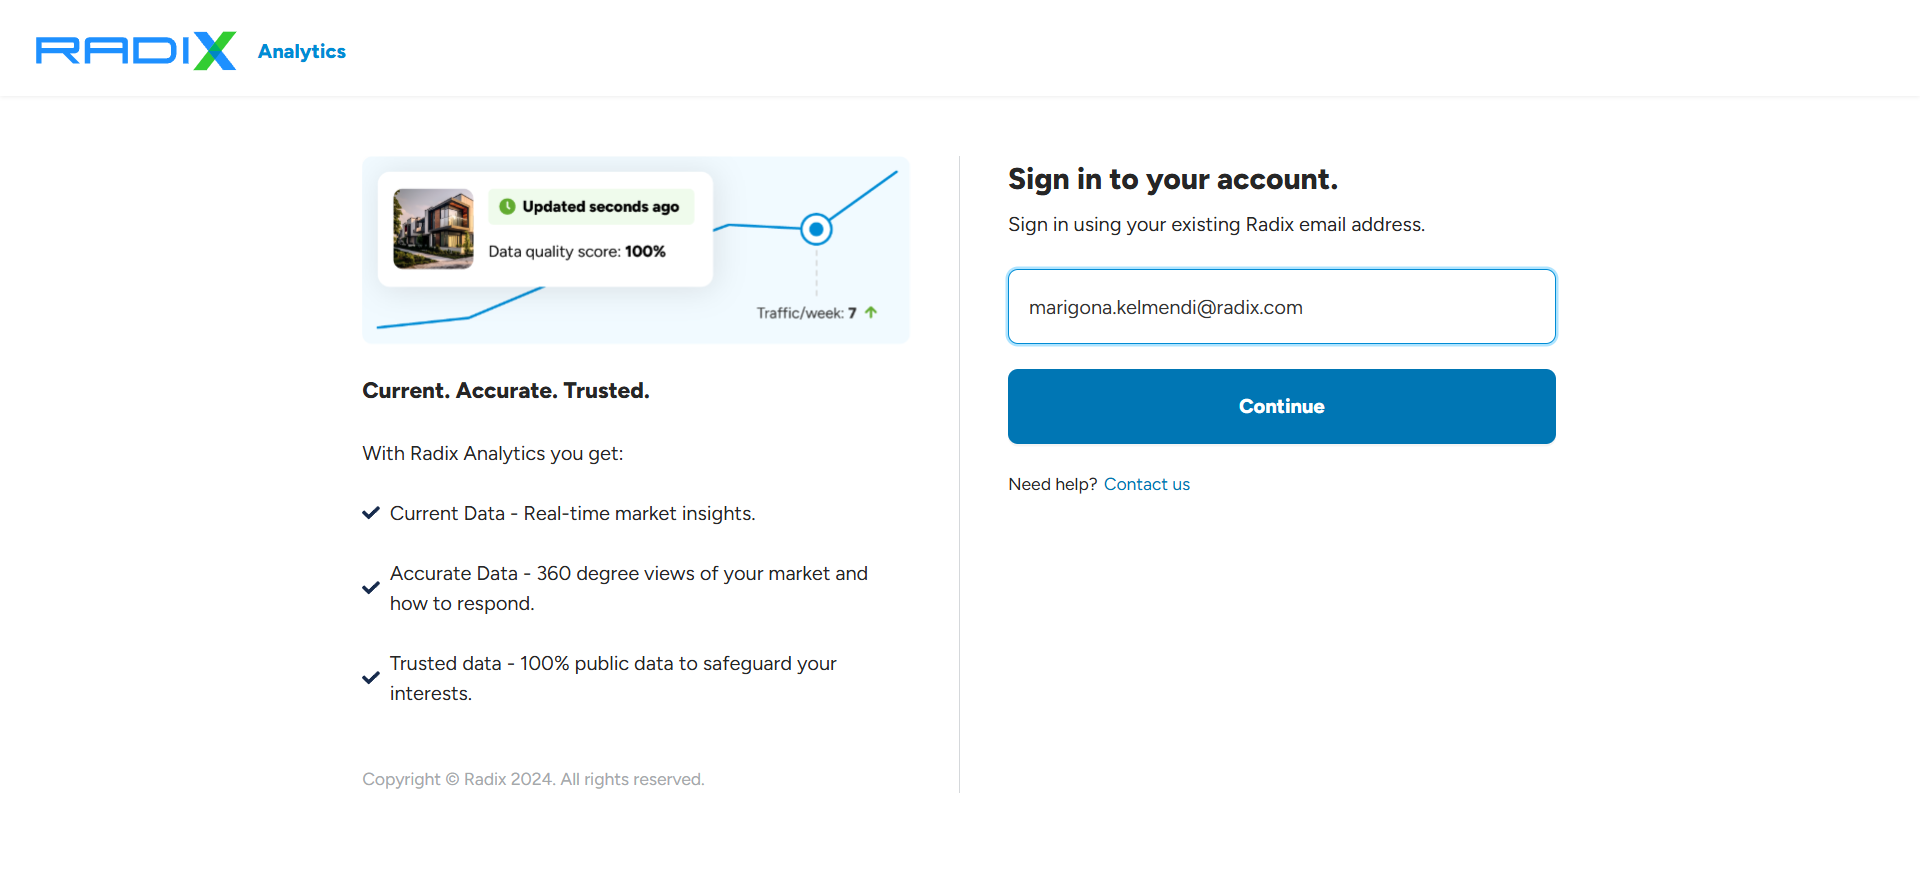 RADIX Analytics
Updated seconds ago
Data quality score: 100%
Traffic/week: 7
Current. Accurate. Trusted.
With Radix Analytics you get:
Current Data - Real-time market insights.
Accurate Data - 360 degree views of your market and
how to respond.
Trusted data - 100% public data to safeguard your
interests.
Copyright © Radix 2024. All rights reserved.
Sign in to your account.
Sign in using your existing Radix email address.
marigona.kelmendi@radix.com
Continue
Need help? Contact us